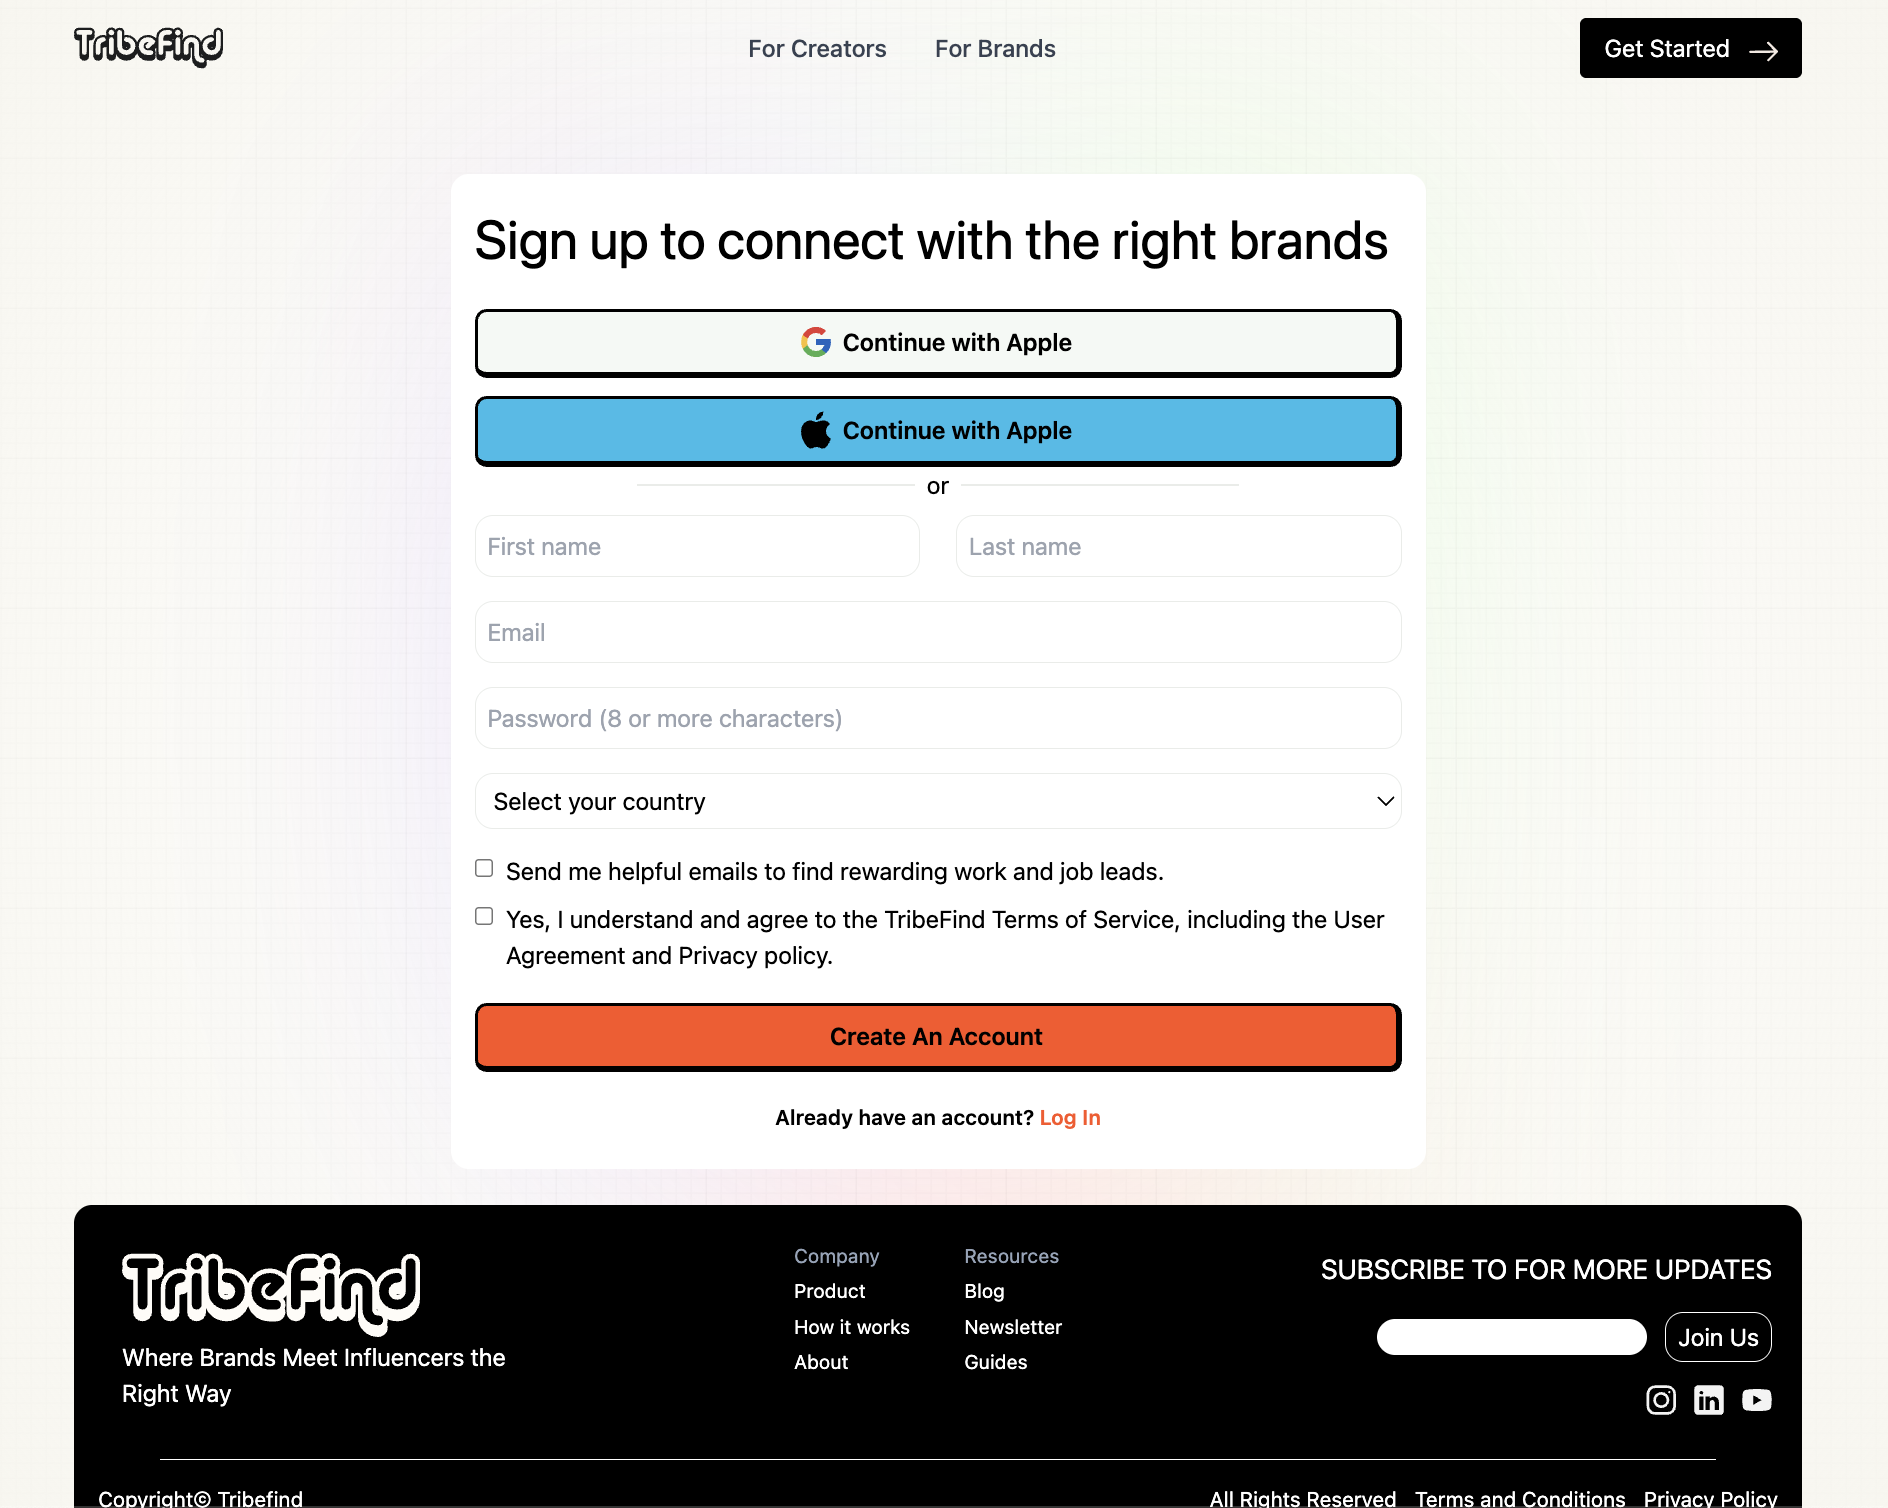 TribeFind
For Creators
For Brands
Get Started
Sign up to connect with the right brands
Continue with Apple
Continue with Apple
or
First name
Last name
Email
Password (8 or more characters)
Select your country
Send me helpful emails to find rewarding work and job leads.
Yes, I understand and agree to the TribeFind Terms of Service, including the User
Agreement and Privacy policy.
Create An Account
Already have an account? Log In
TribeFind
Where Brands Meet Influencers the
Right Way
Company
Product
How it works
About
Resources
Blog
Newsletter
Guides
SUBSCRIBE TO FOR MORE UPDATES
Join Us
Copyright© Tribefind
All Rights Reserved
Terms and Conditions
Privacy Policy